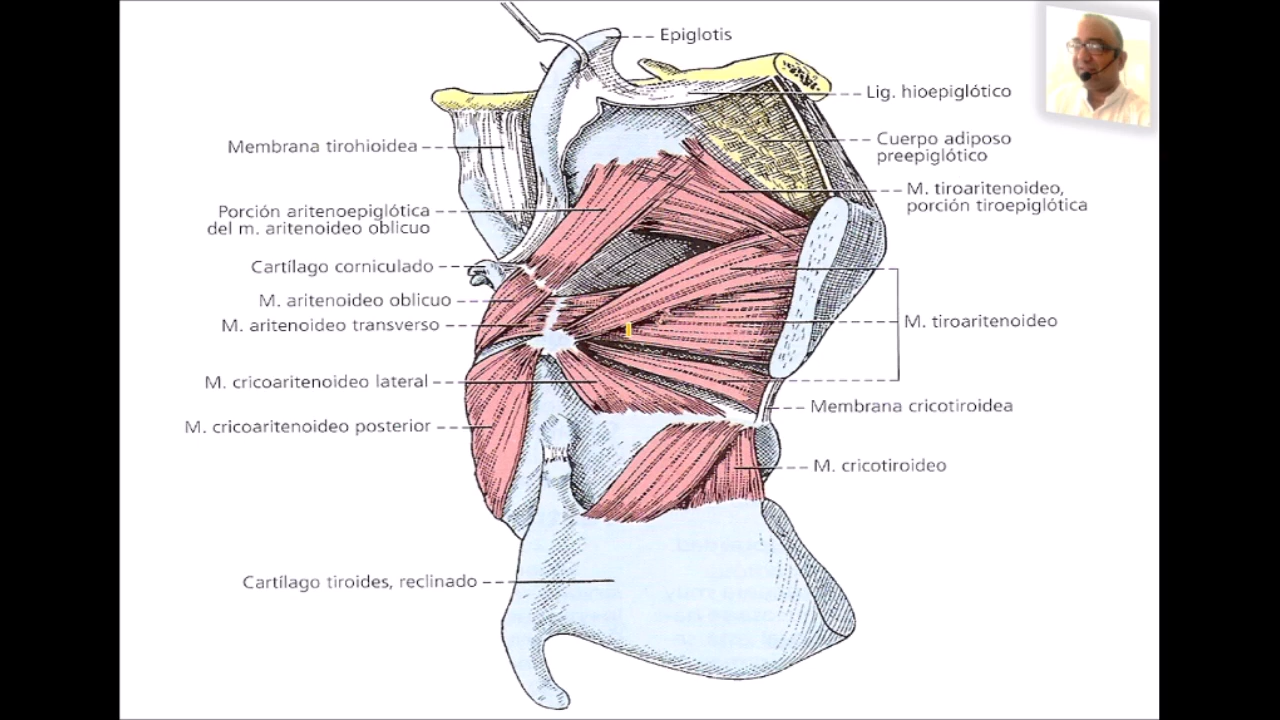 Epiglotis
Lig. hioepiglótico
Cuerpo adiposo
preepiglótico
M. tiroaritenoideo,
porción tiroepiglótica
M. tiroaritenoideo
Membrana cricotiroidea
M. cricotiroideo
Membrana tirohioidea
Porción aritenoepiglótica
del m. aritenoideo oblicuo
Cartílago corniculado
M. aritenoideo oblicuo
M. aritenoideo transverso
M. cricoaritenoideo lateral
M. cricoaritenoideo posterior
Cartílago tiroides, reclinado